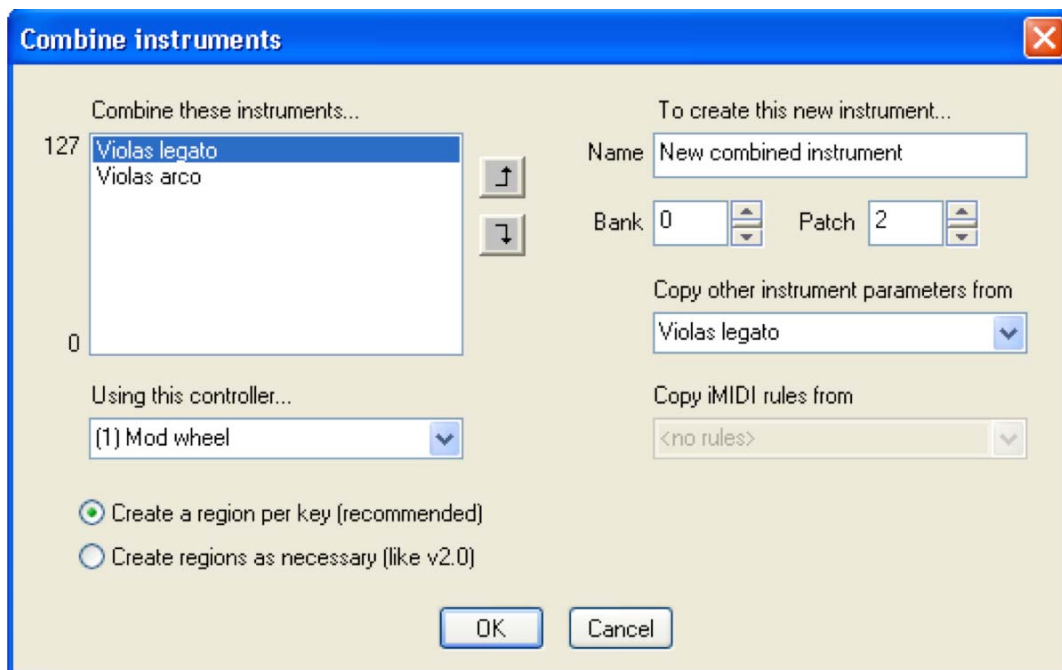 Combine instruments
Combine these instruments...
127
Violas legato
Violas arco
0
Using this controller...
(1) Mod wheel
Create a region per key (recommended)
Create regions as necessary (like v2.0)
To create this new instrument...
Name New combined instrument
Bank 0 Patch 2
Copy other instrument parameters from
Violas legato
Copy iMIDI rules from
<no rules>
OK Cancel